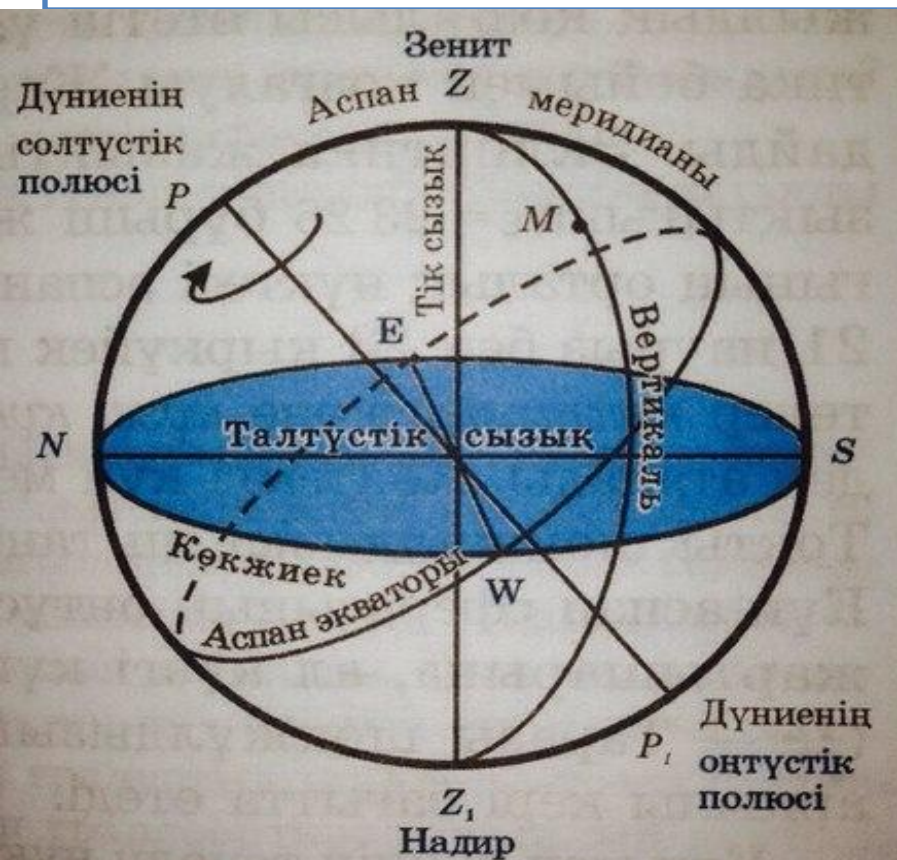 Зенит
Z
Аспан меридианы
Дүниенің
солтүстік
полюсі
P
Тік сызық
M
E
Вертикаль
N
Талтүстік сызық
S
Көкжиек
Аспан экваторы
W
Дүниенің
оңтүстік
полюсі
P₁
Z₁
Надир